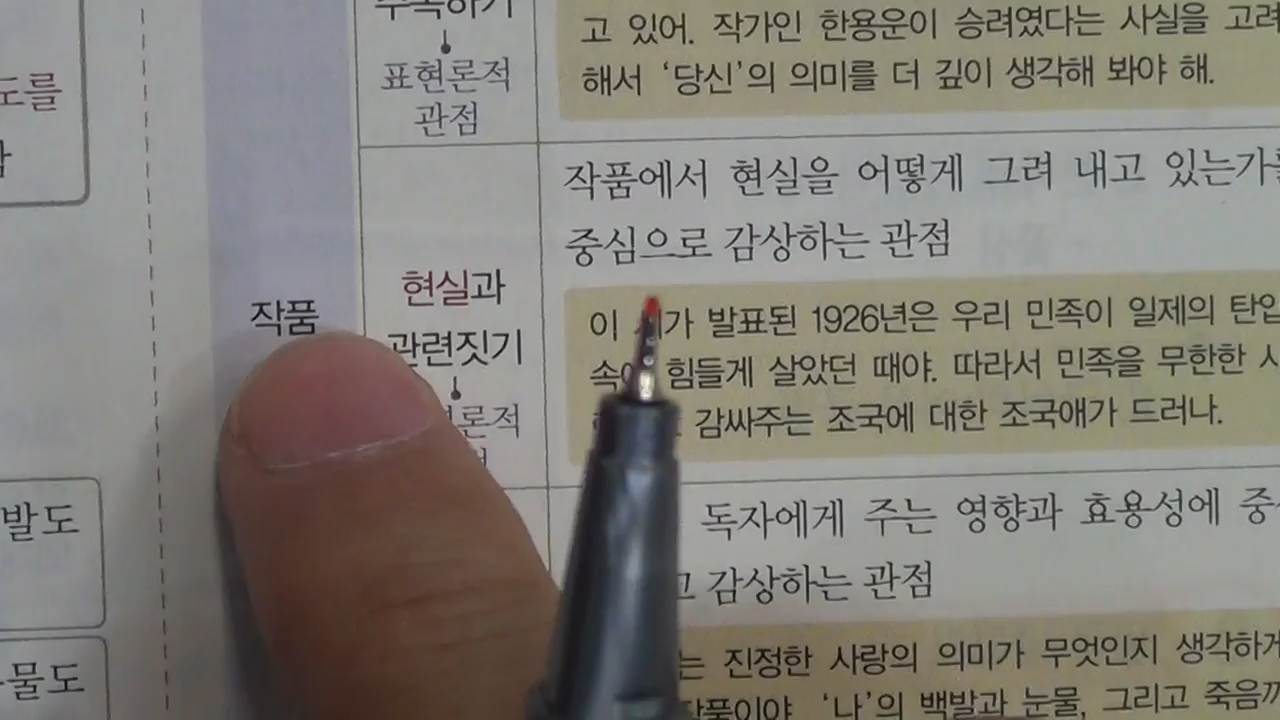 도를
발도
물도
작품
표현론적
관점
고 있어. 작가인 한용운이 승려였다는 사실을
해서 '당신'의 의미를 더 깊이 생각해 봐야 해.
현실과
관련짓기
론적
작품에서 현실을 어떻게 그려 내고 있는가
중심으로 감상하는 관점
이 가 발표된 1926년은 우리 민족이 일제의
힘들게 살았던 때야. 따라서 민족을 무한한
감싸주는 조국에 대한 조국애가 드러나.
독자에게 주는 영향과 효용성에
고 감상하는 관점
는 진정한 사랑의 의미가 무엇인지 생각하게
작품이야. '나'의 백발과 눈물, 그리고